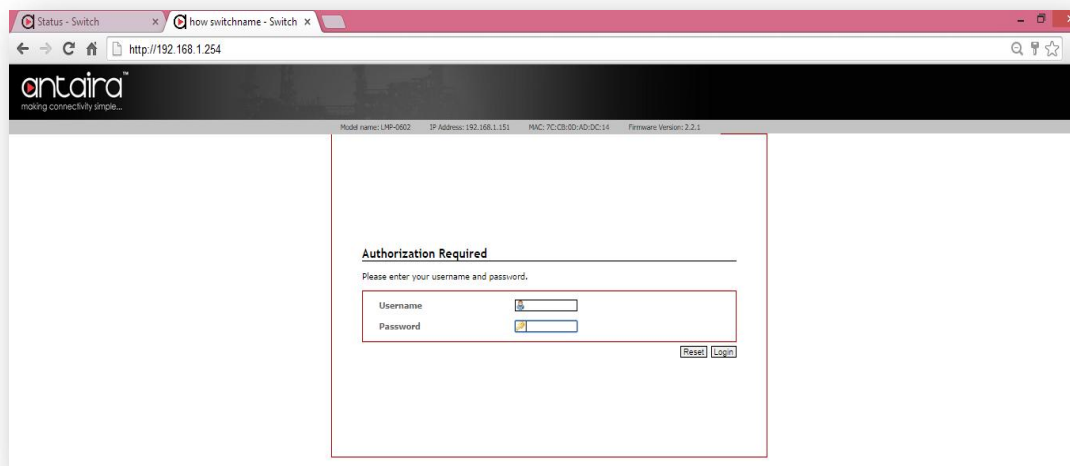 Status - Switch
how switchname - Switch
http://192.168.1.254
antaira™
making connectivity simple...
Model name: LMP-0602 IP Address: 192.168.1.151 MAC: 7C:CB:0D:AD:DC:14 Firmware Version: 2.2.1
Authorization Required
Please enter your username and password.
Username
Password
Reset Login